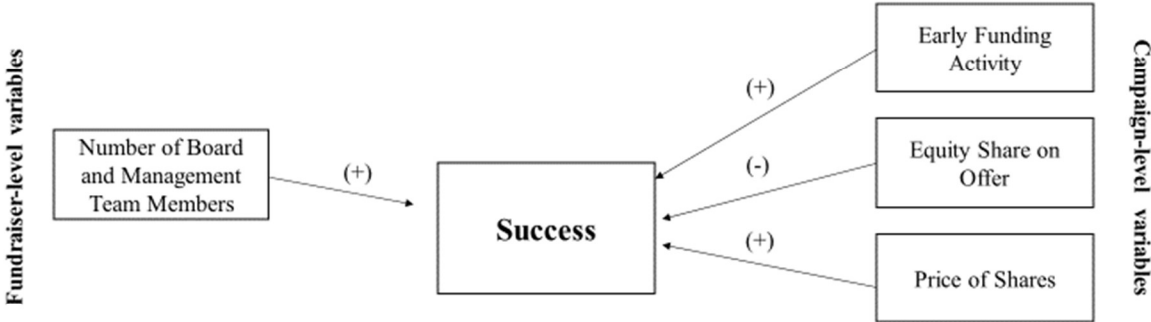 Fundraiser-level variables
Number of Board
and Management
Team Members
(+)
Success
(+)
(-)
(+)
Early Funding
Activity
Equity Share on
Offer
Price of Shares
Campaign-level variables